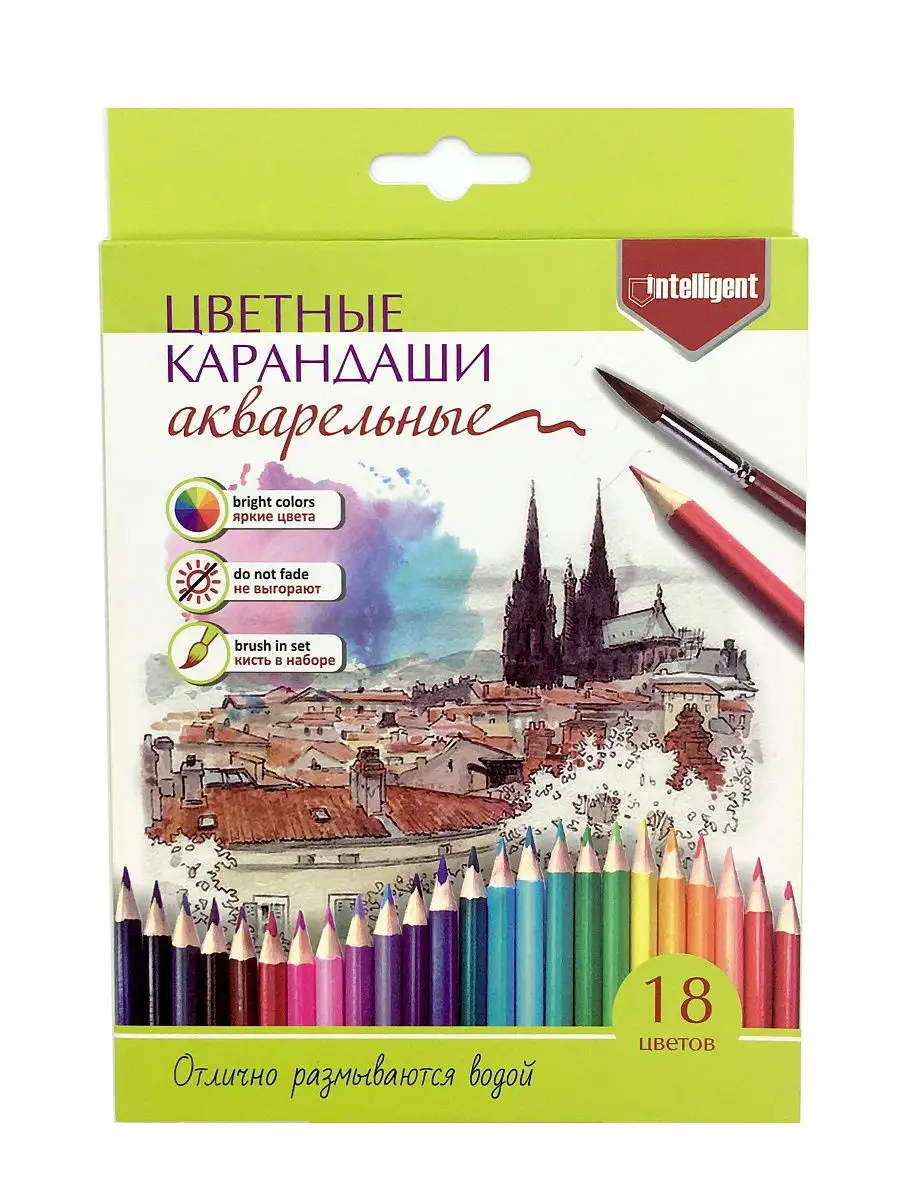 intelligent
ЦВЕТНЫЕ
КАРАНДАШИ
акварельные
bright colors
яркие цвета
do not fade
не выгорают
brush in set
кисть в наборе
18
цветов
Отлично размываются водой